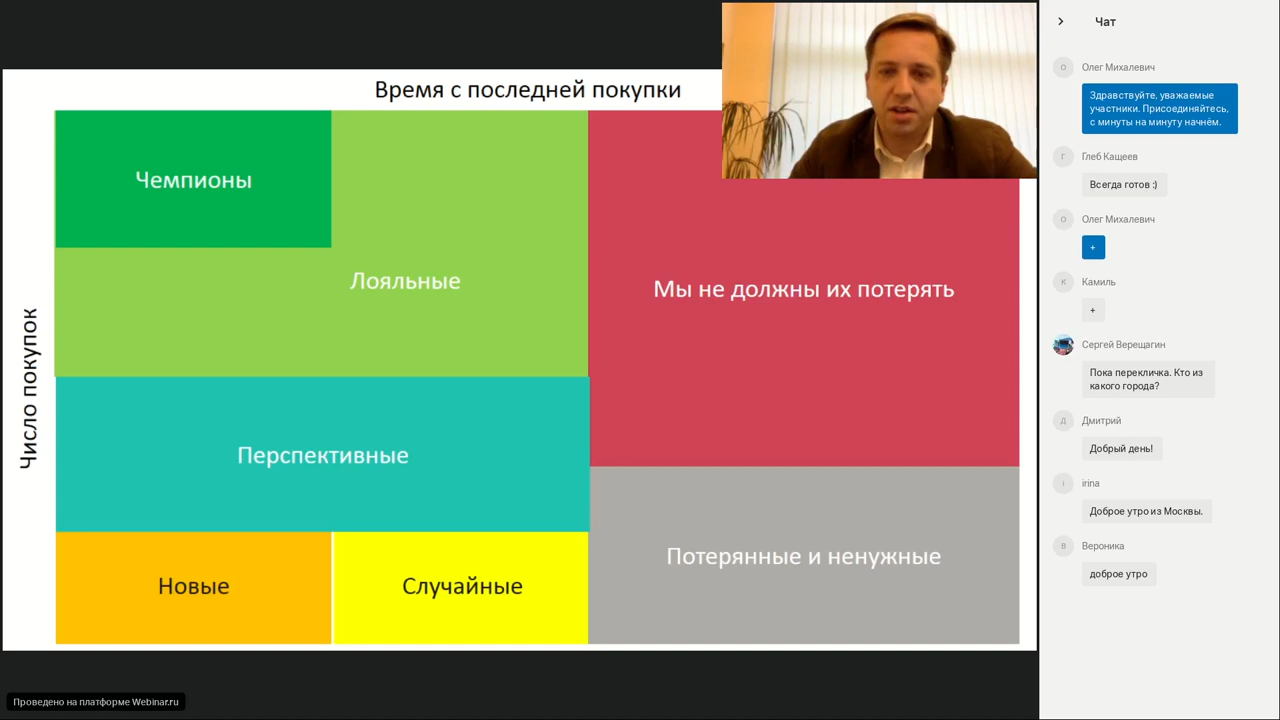 Время с последней покупки
Число покупок
Чемпионы
Лояльные
Мы не должны их потерять
Перспективные
Потерянные и ненужные
Новые
Случайные
Проведено на платформе Webinar.ru
Чат
О
Олег Михалевич
Здравствуйте, уважаемые
участники. Присоединяйтесь,
с минуты на минуту начнём.
Г
Глеб Кащеев
Всегда готов :)
О
Олег Михалевич
+
К
Камиль
+
Сергей Верещагин
Пока перекличка. Кто из
какого города?
Д
Дмитрий
Добрый день!
I
irina
Доброе утро из Москвы.
В
Вероника
доброе утро